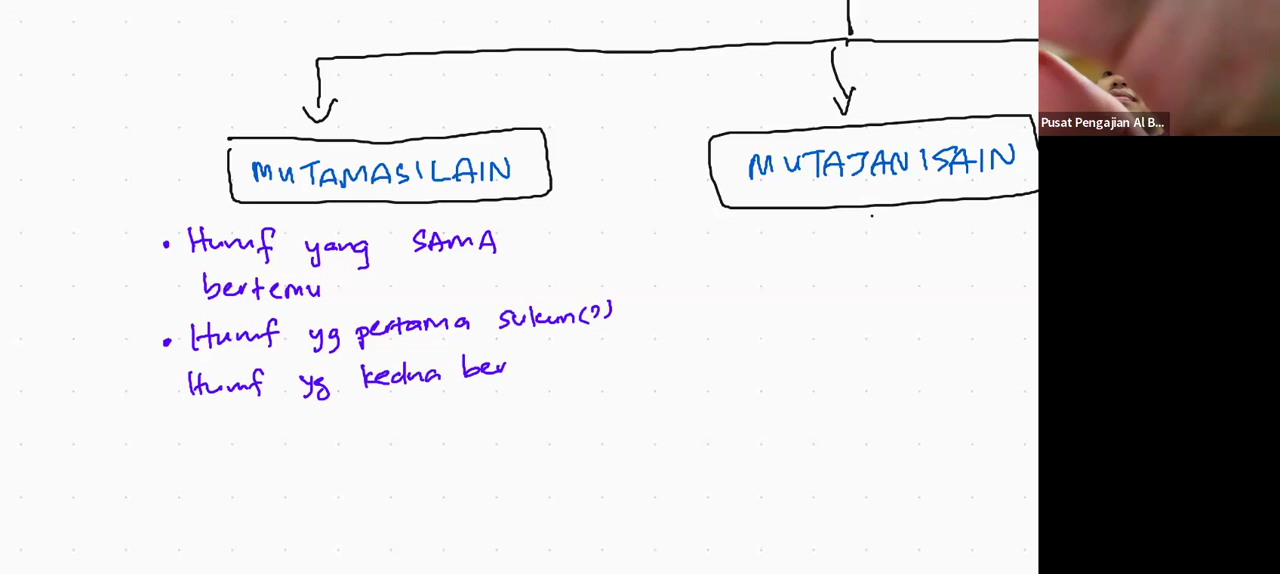 MUTAMASILAIN
MUTAJANISAIN
• Huruf yang SAMA
bertemu
• Huruf yg pertama sukun(ْ)
Huruf yg kedua ber
Pusat Pengajian Al B...